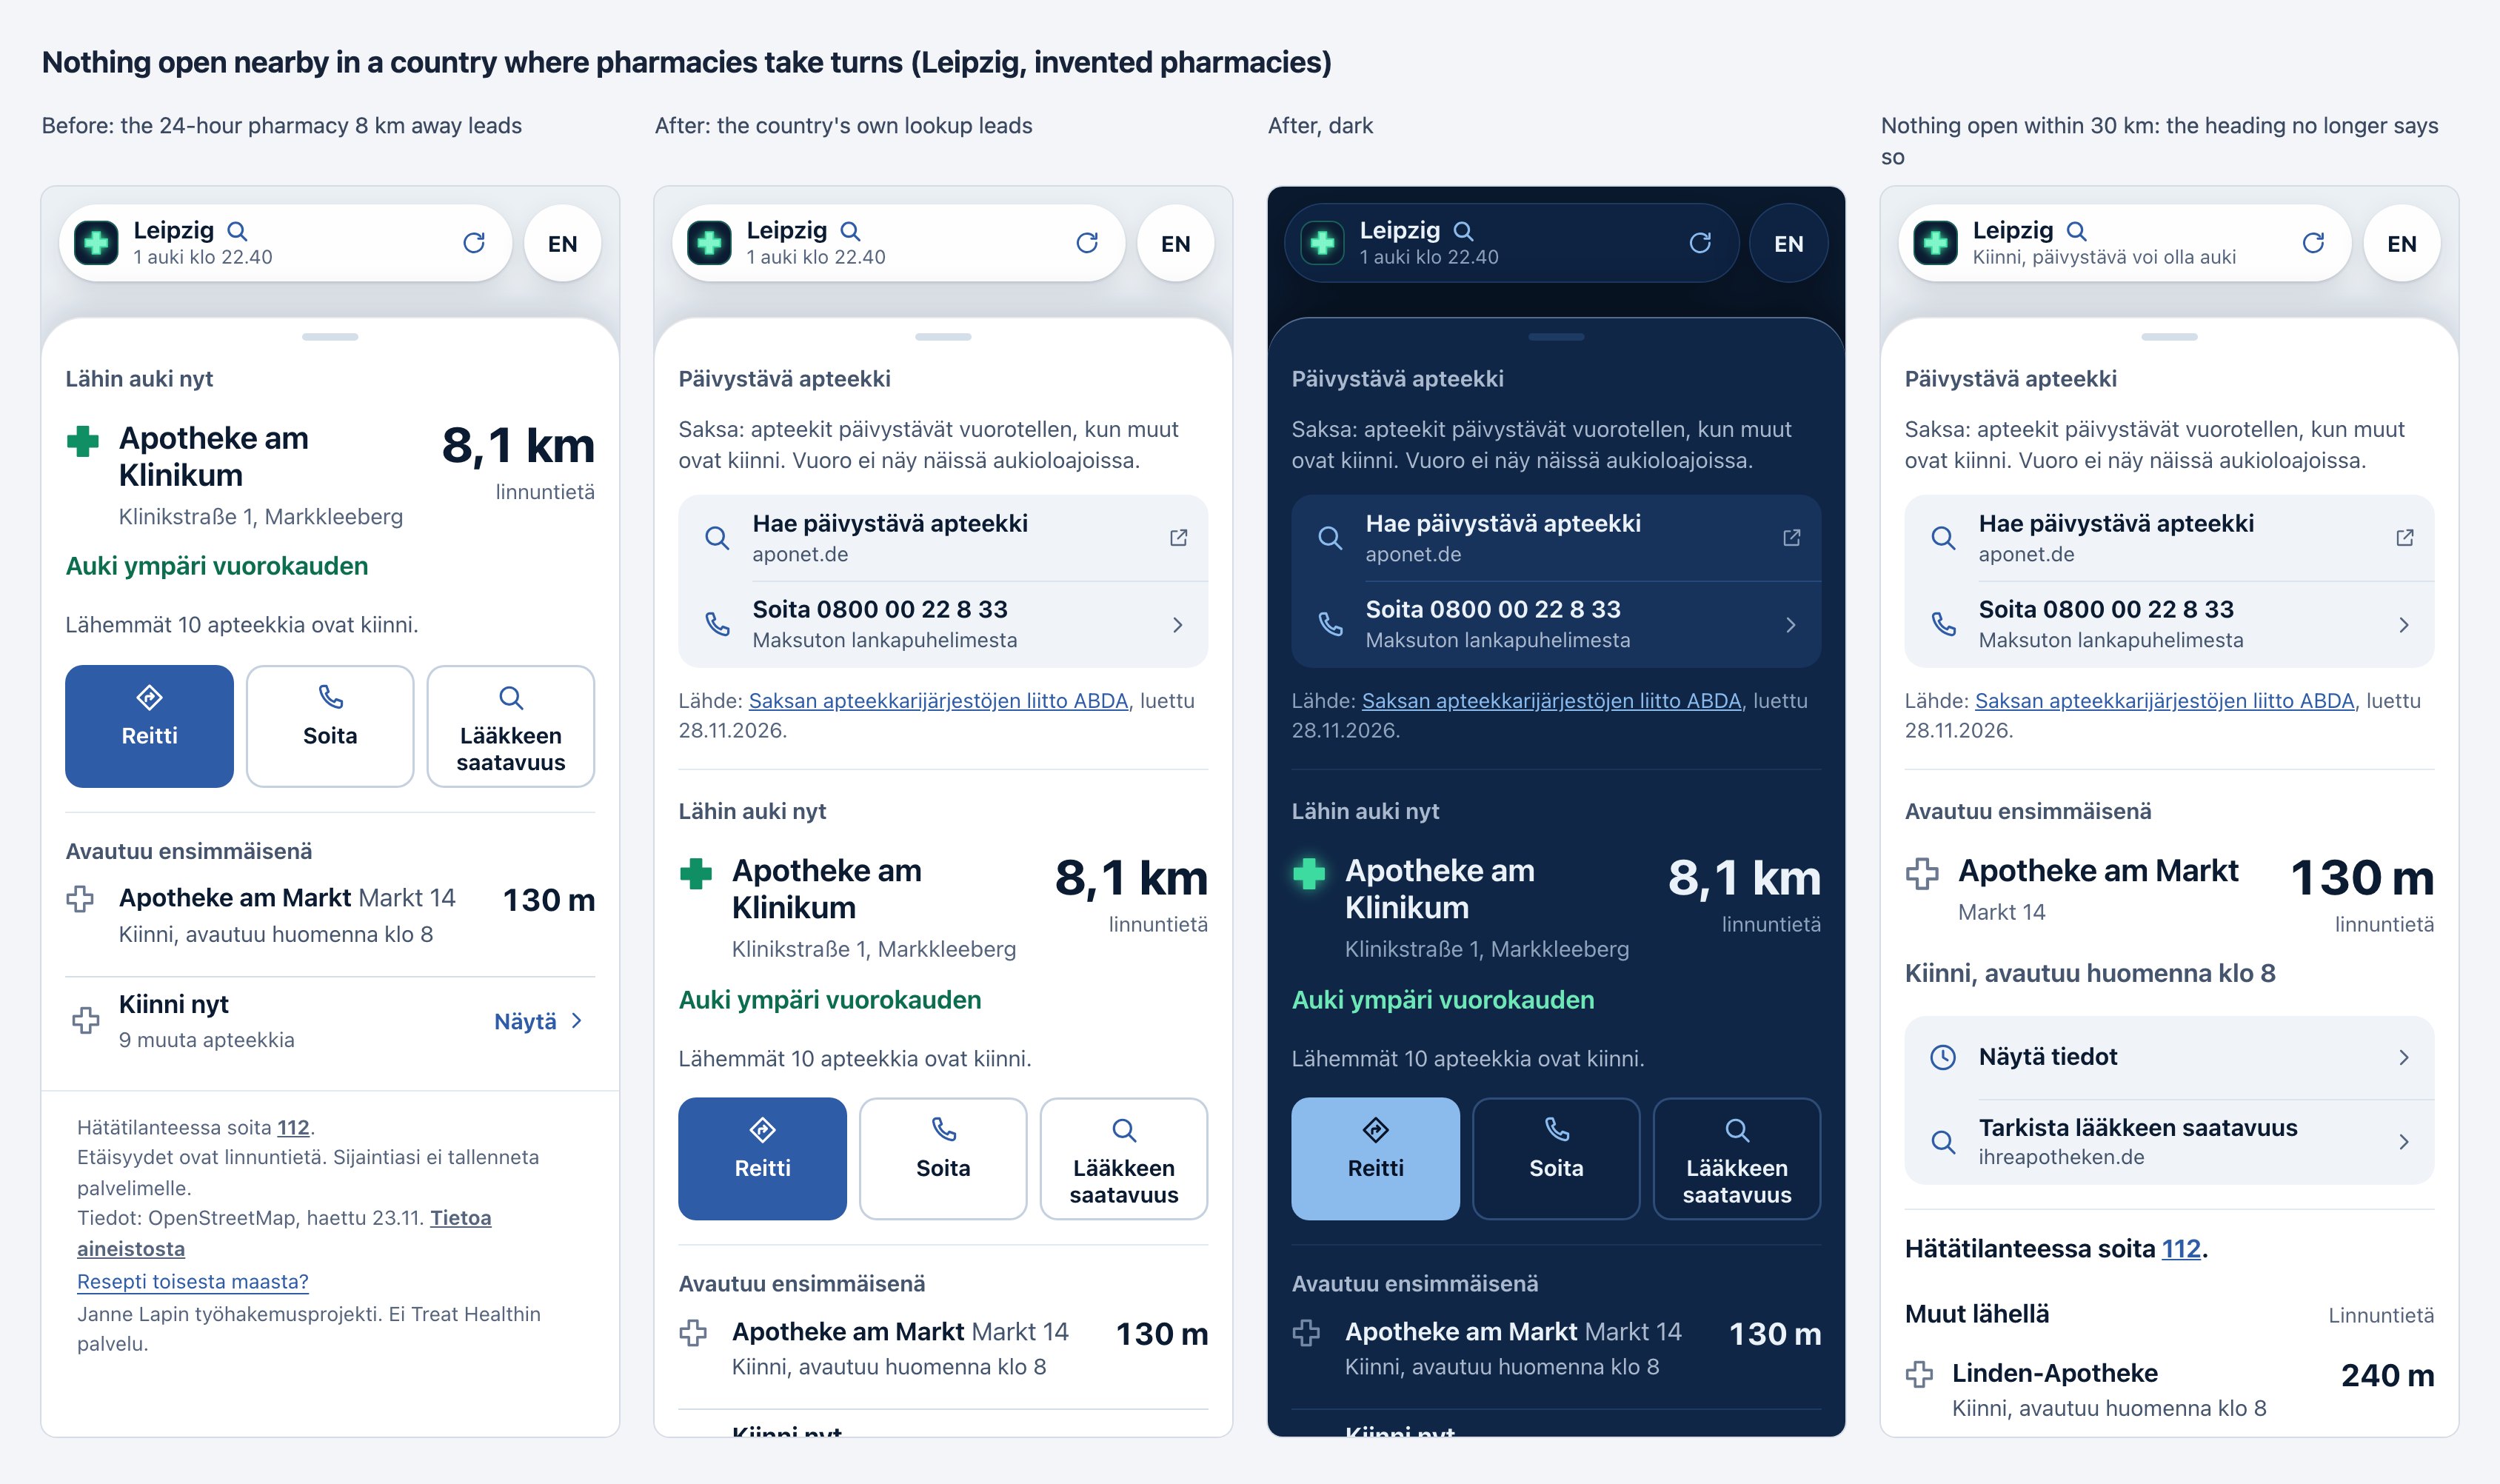 Nothing open nearby in a country where pharmacies take turns (Leipzig, invented pharmacies)
Before: the 24-hour pharmacy 8 km away leads
Leipzig
1 auki klo 22.40
EN
Lähin auki nyt
Apotheke am
Klinikum
8,1 km
linnuntietä
Klinikstraße 1, Markkleeberg
Auki ympäri vuorokauden
Lähemmät 10 apteekkia ovat kiinni.
Reitti
Soita
Lääkkeen
saatavuus
Avautuu ensimmäisenä
Apotheke am Markt Markt 14
130 m
Kiinni, avautuu huomenna klo 8
Kiinni nyt
9 muuta apteekkia
Näytä
Hätätilanteessa soita 112.
Etäisyydet ovat linnuntietä. Sijaintiasi ei tallenneta
palvelimelle.
Tiedot: OpenStreetMap, haettu 23.11. Tietoa
aineistosta
Resepti toisesta maasta?
Janne Lapin työhakemusprojekti. Ei Treat Healthin
palvelu.
After: the country's own lookup leads
Leipzig
1 auki klo 22.40
EN
Päivystävä apteekki
Saksa: apteekit päivystävät vuorotellen, kun muut
ovat kiinni. Vuoro ei näy näissä aukioloajoissa.
Hae päivystävä apteekki
aponet.de
Soita 0800 00 22 8 33
Maksuton lankapuhelimesta
Lähde: Saksan apteekkarijärjestöjen liitto ABDA, luettu
28.11.2026.
Lähin auki nyt
Apotheke am
Klinikum
8,1 km
linnuntietä
Klinikstraße 1, Markkleeberg
Auki ympäri vuorokauden
Lähemmät 10 apteekkia ovat kiinni.
Reitti
Soita
Lääkkeen
saatavuus
Avautuu ensimmäisenä
Apotheke am Markt Markt 14
130 m
Kiinni, avautuu huomenna klo 8
Kiinni nyt
After, dark
Leipzig
1 auki klo 22.40
EN
Päivystävä apteekki
Saksa: apteekit päivystävät vuorotellen, kun muut
ovat kiinni. Vuoro ei näy näissä aukioloajoissa.
Hae päivystävä apteekki
aponet.de
Soita 0800 00 22 8 33
Maksuton lankapuhelimesta
Lähde: Saksan apteekkarijärjestöjen liitto ABDA, luettu
28.11.2026.
Lähin auki nyt
Apotheke am
Klinikum
8,1 km
linnuntietä
Klinikstraße 1, Markkleeberg
Auki ympäri vuorokauden
Lähemmät 10 apteekkia ovat kiinni.
Reitti
Soita
Lääkkeen
saatavuus
Avautuu ensimmäisenä
Apotheke am Markt Markt 14
130 m
Kiinni, avautuu huomenna klo 8
Kiinni nyt
Nothing open within 30 km: the heading no longer says
so
Leipzig
Kiinni, päivystävä voi olla auki
EN
Päivystävä apteekki
Saksa: apteekit päivystävät vuorotellen, kun muut
ovat kiinni. Vuoro ei näy näissä aukioloajoissa.
Hae päivystävä apteekki
aponet.de
Soita 0800 00 22 8 33
Maksuton lankapuhelimesta
Lähde: Saksan apteekkarijärjestöjen liitto ABDA, luettu
28.11.2026.
Avautuu ensimmäisenä
Apotheke am Markt
130 m
Markt 14
linnuntietä
Kiinni, avautuu huomenna klo 8
Näytä tiedot
Tarkista lääkkeen saatavuus
ihreapotheken.de
Hätätilanteessa soita 112.
Muut lähellä
Linnuntietä
Linden-Apotheke
240 m
Kiinni, avautuu huomenna klo 8